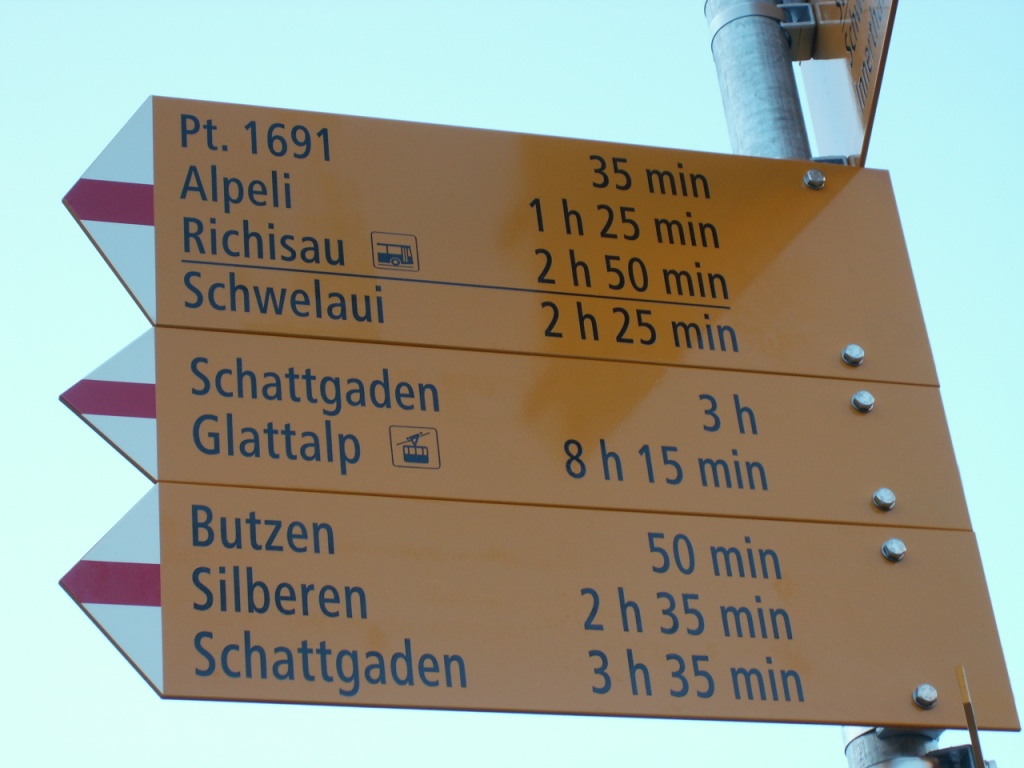 Pt. 1691 35 min
Alpeli 1 h 25 min
Richisau 2 h 50 min
Schwelaui 2 h 25 min
Schattgaden 3 h
Glattalp 8 h 15 min
Butzen 50 min
Silberen 2 h 35 min
Schattgaden 3 h 35 min